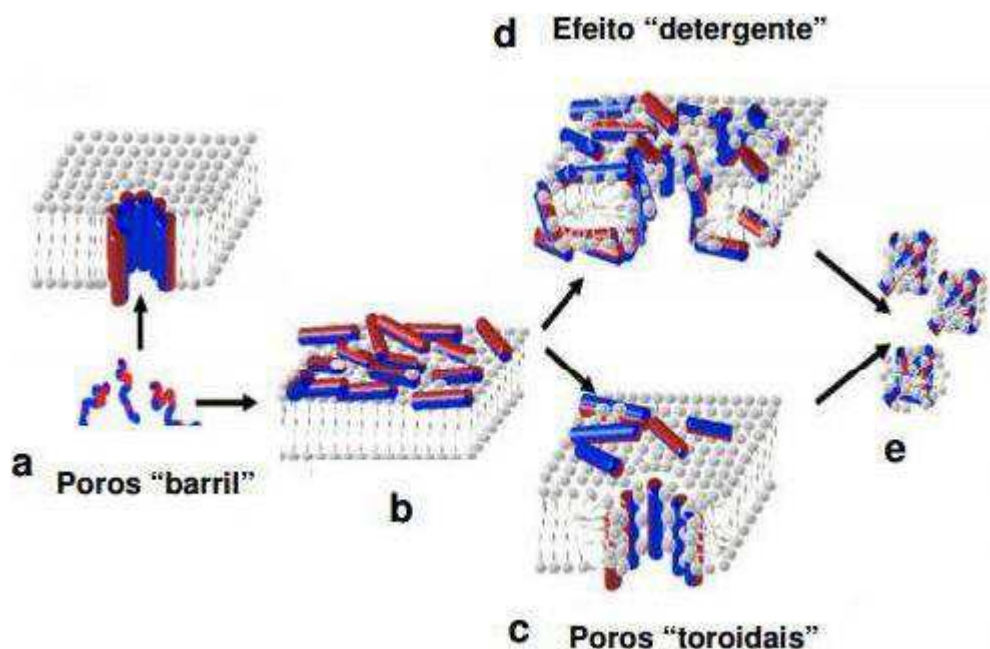 d Efeito "detergente"
a
Poros "barril"
b
e
c Poros "toroidais"